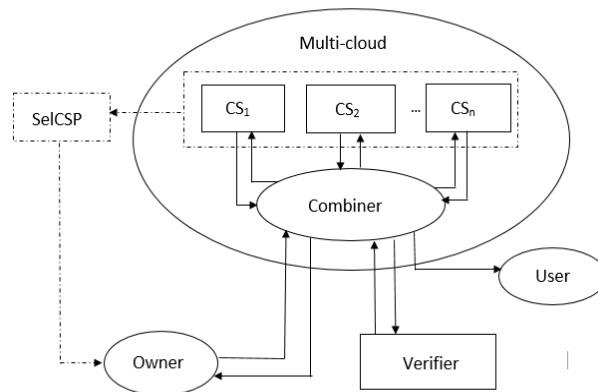 Multi-cloud
SelCSP
CS1
CS2
...
CSn
Combiner
User
Owner
Verifier